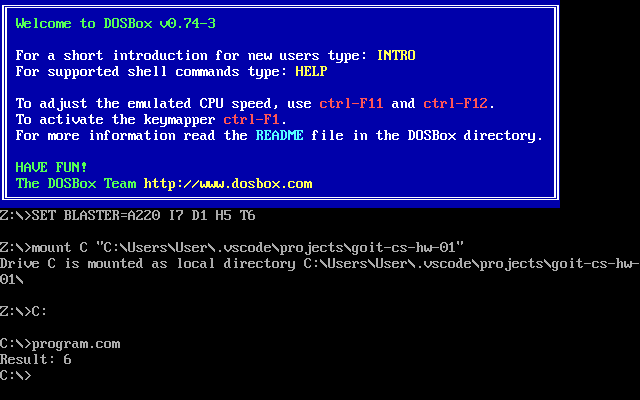 Welcome to DOSBox v0.74-3
For a short introduction for new users type: INTRO
For supported shell commands type: HELP
To adjust the emulated CPU speed, use ctrl-F11 and ctrl-F12.
To activate the keymapper ctrl-F1.
For more information read the README file in the DOSBox directory.
HAVE FUN!
The DOSBox Team http://www.dosbox.com
Z:\>SET BLASTER=A220 I7 D1 H5 T6
Z:\>mount C "C:\Users\User\.vscode\projects\goit-cs-hw-01"
Drive C is mounted as local directory C:\Users\User\.vscode\projects\goit-cs-hw-
01\
Z:\>C:
C:\>program.com
Result: 6
C:\>